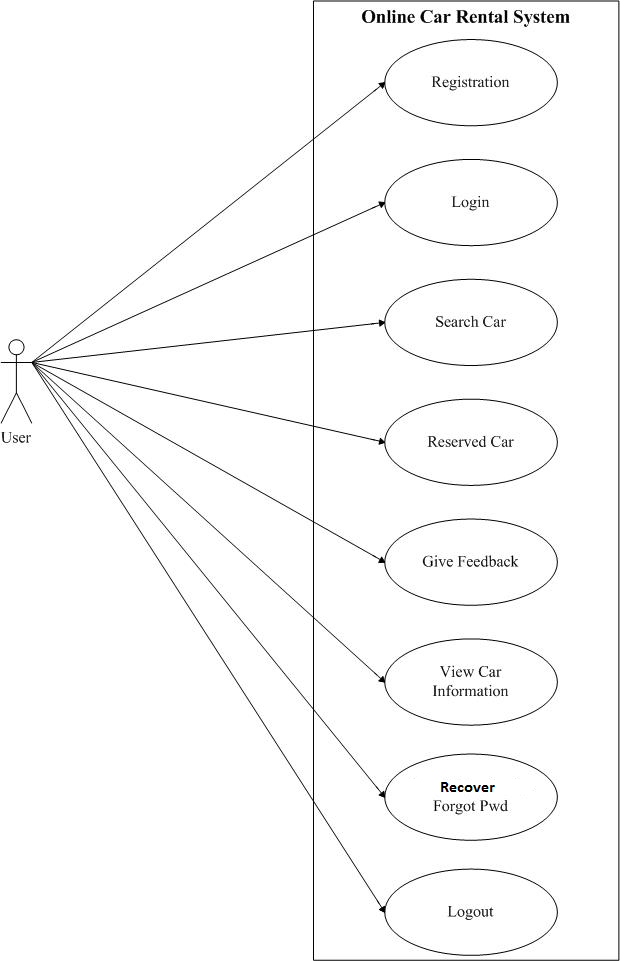 Online Car Rental System
Registration
Login
Search Car
User
Reserved Car
Give Feedback
View Car
Information
Recover
Forgot Pwd
Logout